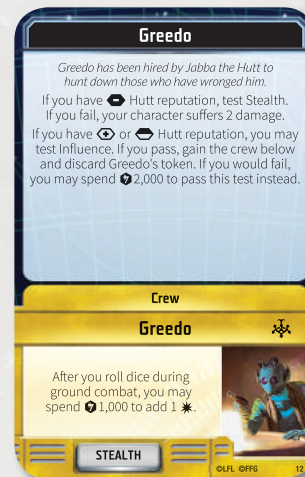 Greedo
Greedo has been hired by Jabba the Hutt to
hunt down those who have wronged him.
If you have Hutt reputation, test Stealth.
If you fail, your character suffers 2 damage.
If you have or Hutt reputation, you may
test Influence. If you pass, gain the crew below
and discard Greedo's token. If you would fail,
you may spend 2,000 to pass this test instead.
Crew
Greedo
After you roll dice during
ground combat, you may
spend 1,000 to add 1 .
STEALTH
©LFL ©FFG 12